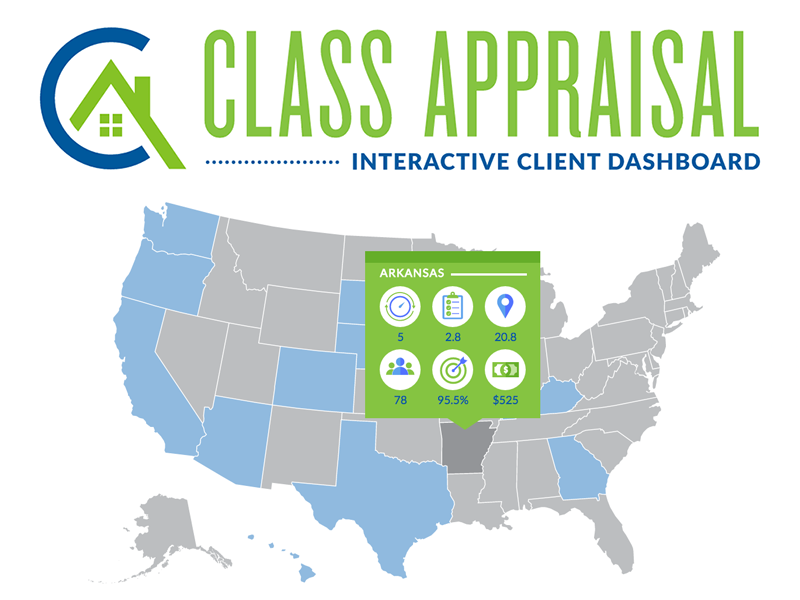 CLASS APPRAISAL
INTERACTIVE CLIENT DASHBOARD
ARKANSAS
5 2.8 20.8
78 95.5% $525